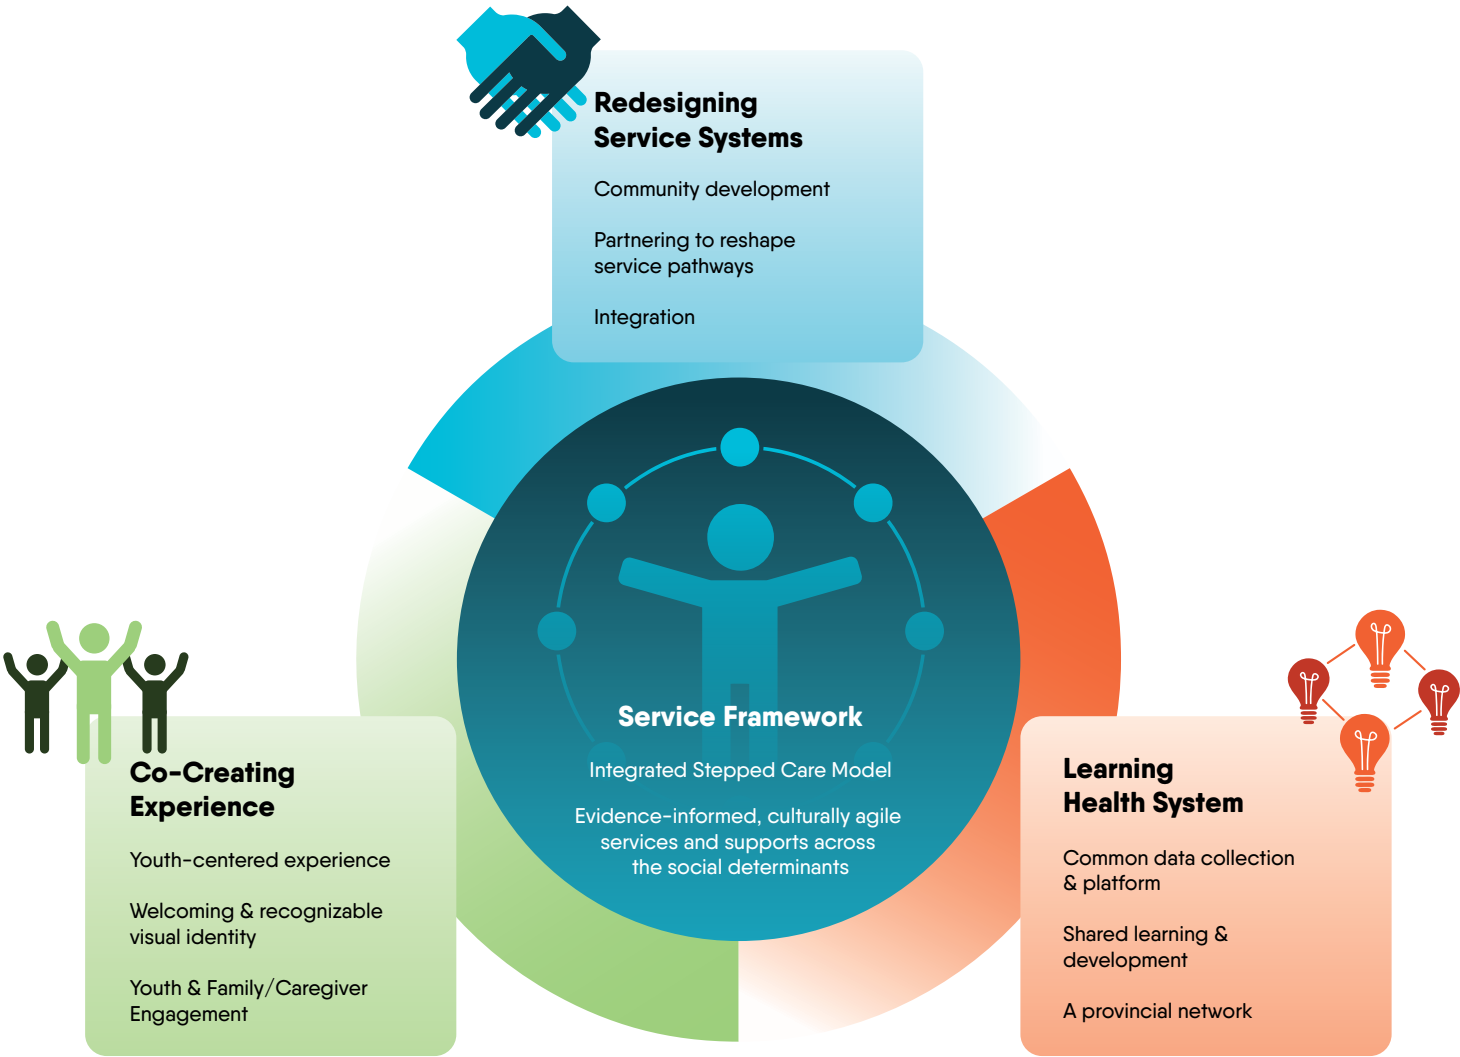 Redesigning
Service Systems
Community development
Partnering to reshape
service pathways
Integration
Service Framework
Integrated Stepped Care Model
Evidence-informed, culturally agile
services and supports across
the social determinants
Co-Creating
Experience
Youth-centered experience
Welcoming & recognizable
visual identity
Youth & Family/Caregiver
Engagement
Learning
Health System
Common data collection
& platform
Shared learning &
development
A provincial network